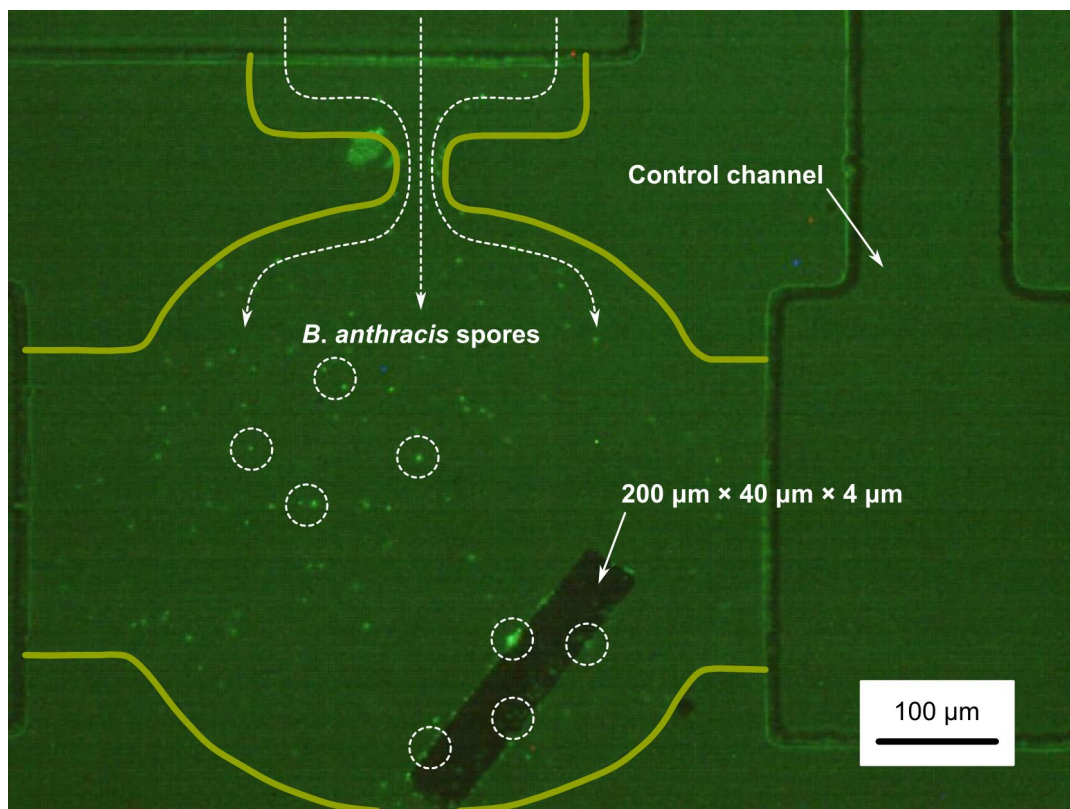 Control channel
B. anthracis spores
200 µm × 40 µm × 4 µm
100 µm